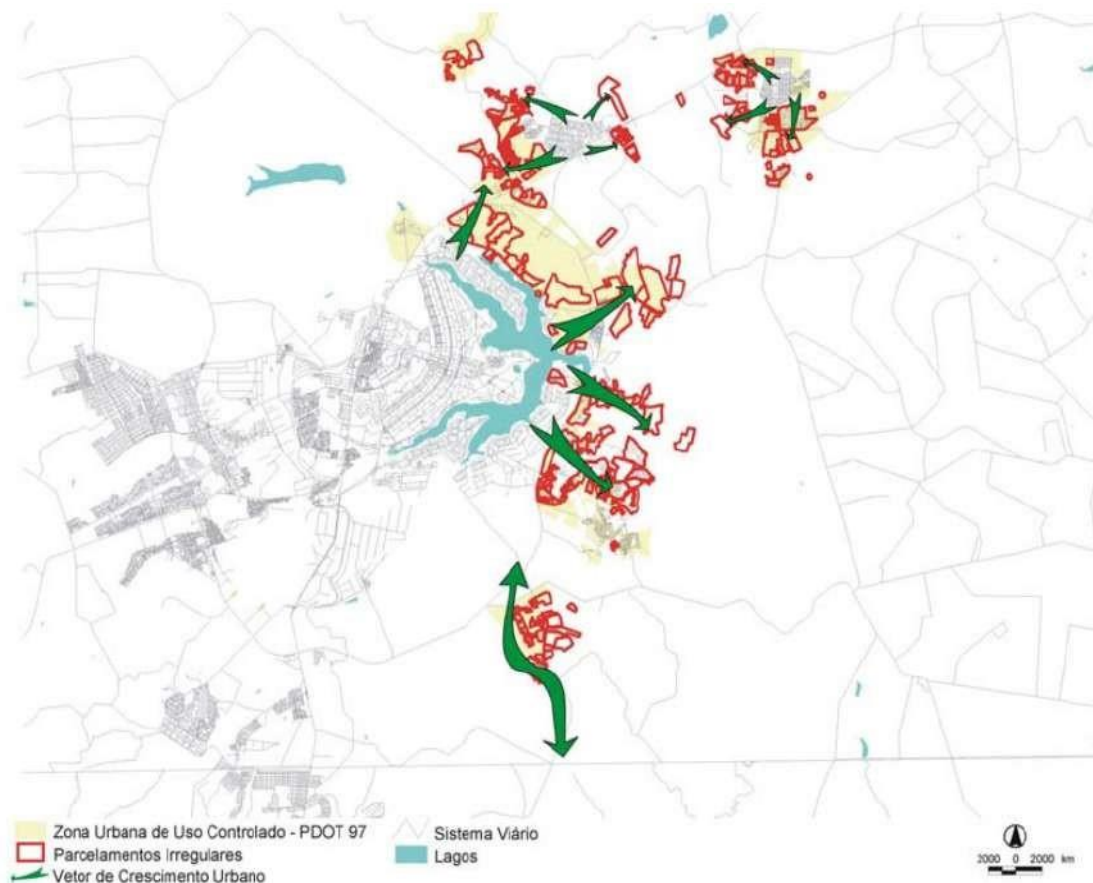 Zona Urbana de Uso Controlado - PDOT 97
Parcelamentos Irregulares
Vetor de Crescimento Urbano
Sistema Viário
Lagos
2000 0 2000 km